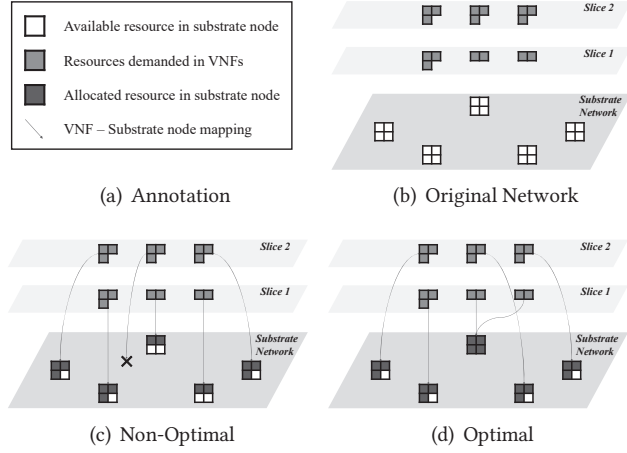 Available resource in substrate node
Resources demanded in VNFs
Allocated resource in substrate node
VNF – Substrate node mapping
(a) Annotation
Slice 2
Slice 1
Substrate
Network
(b) Original Network
Slice 2
Slice 1
Substrate
Network
(c) Non-Optimal
Slice 2
Slice 1
Substrate
Network
(d) Optimal